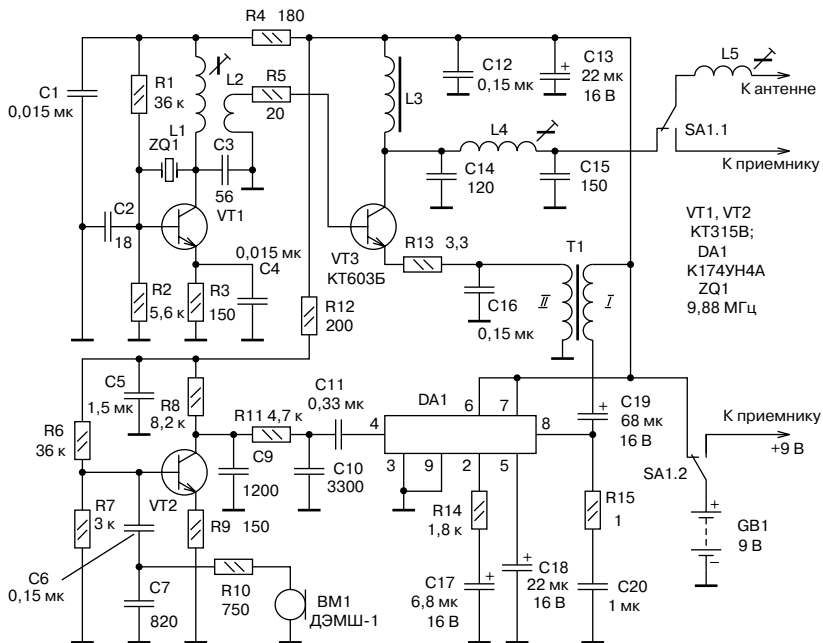 R4 180
C1
0,015 мк
R1
36 к
L1
L2
R5
20
ZQ1
C3
56
C2
18
VT1
0,015 мк
C4
R2
5,6 к
R3
150
L3
C12
0,15 мк
+
C13
22 мк
16 В
L5
К антенне
SA1.1
К приемнику
L4
C14
120
C15
150
VT3
КТ603Б
R13 3,3
C16
0,15 мк
T1
II
I
VT1, VT2
КТ315В;
DA1
К174УН4А
ZQ1
9,88 МГц
R12
200
C5
1,5 мк
R8
8,2 к
R6
36 к
R11 4,7 к
C11
0,33 мк
C9
1200
C10
3300
VT2
R7
3 к
R9 150
C6
0,15 мк
C7
820
R10
750
BM1
ДЭМШ-1
DA1
4
6
7
8
3
9
2
5
R14
1,8 к
+
C17
6,8 мк
16 В
+
C18
22 мк
16 В
+
C19
68 мк
16 В
R15
1
C20
1 мк
К приемнику
+9 В
SA1.2
+
GB1
9 В
–